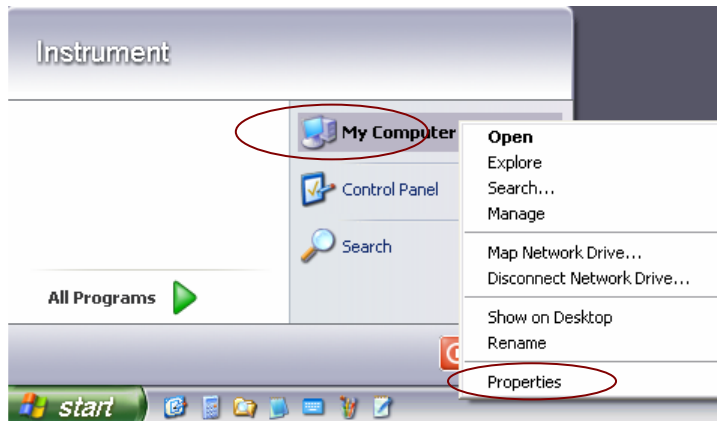 Instrument
My Computer
Control Panel
Search
All Programs
Open
Explore
Search...
Manage
Map Network Drive...
Disconnect Network Drive...
Show on Desktop
Rename
Properties
start